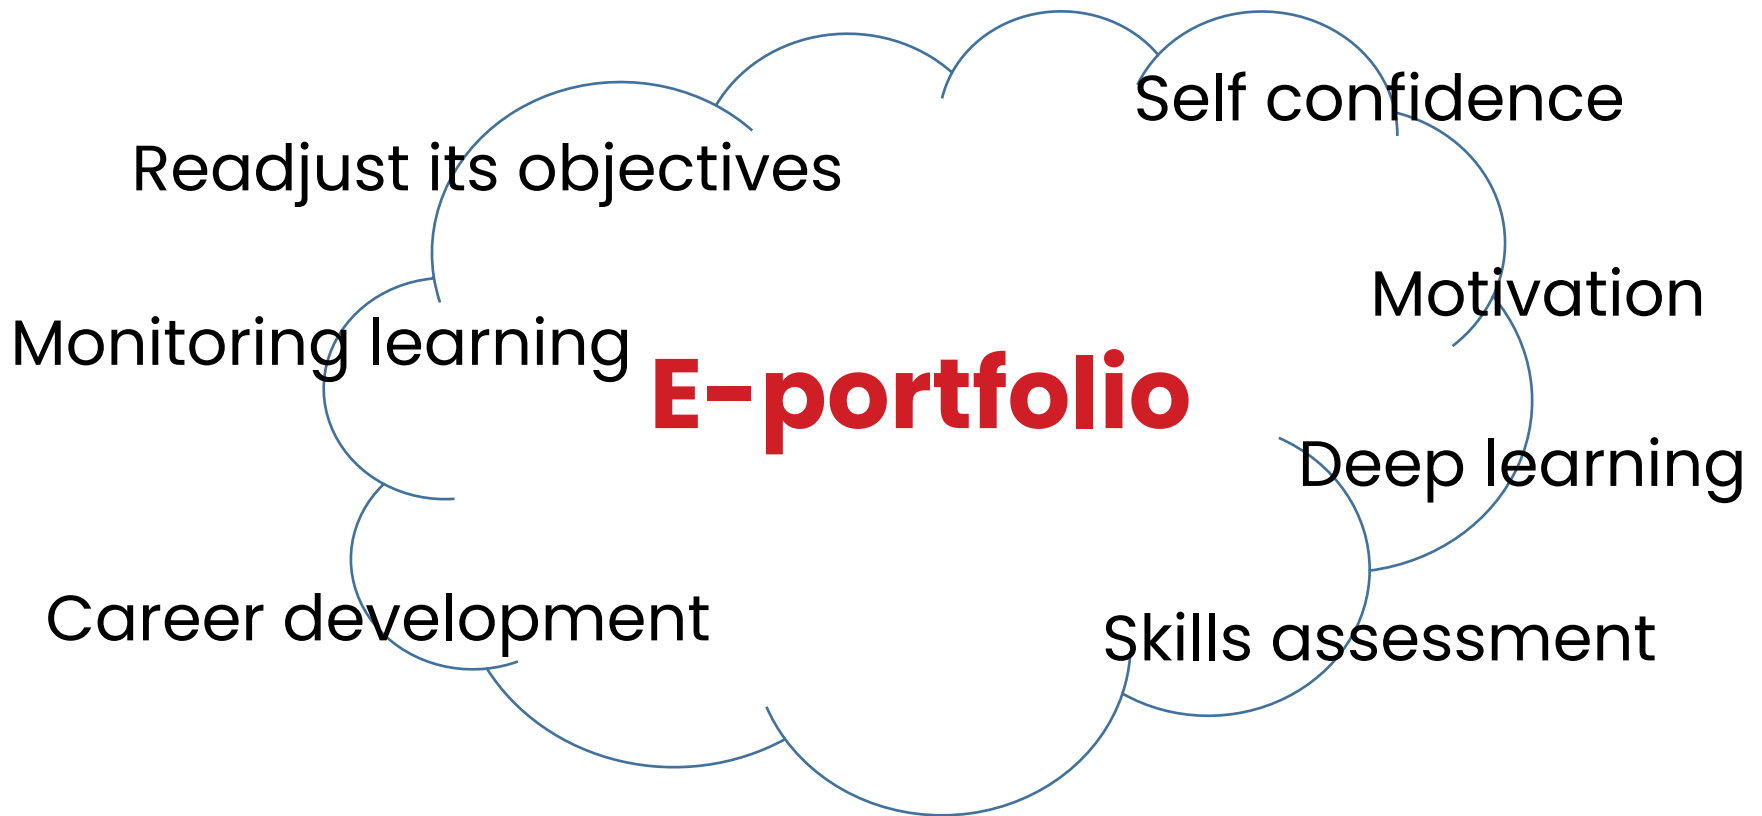 Self confidence
Readjust its objectives
Motivation
Monitoring learning
E-portfolio
Deep learning
Career development
Skills assessment